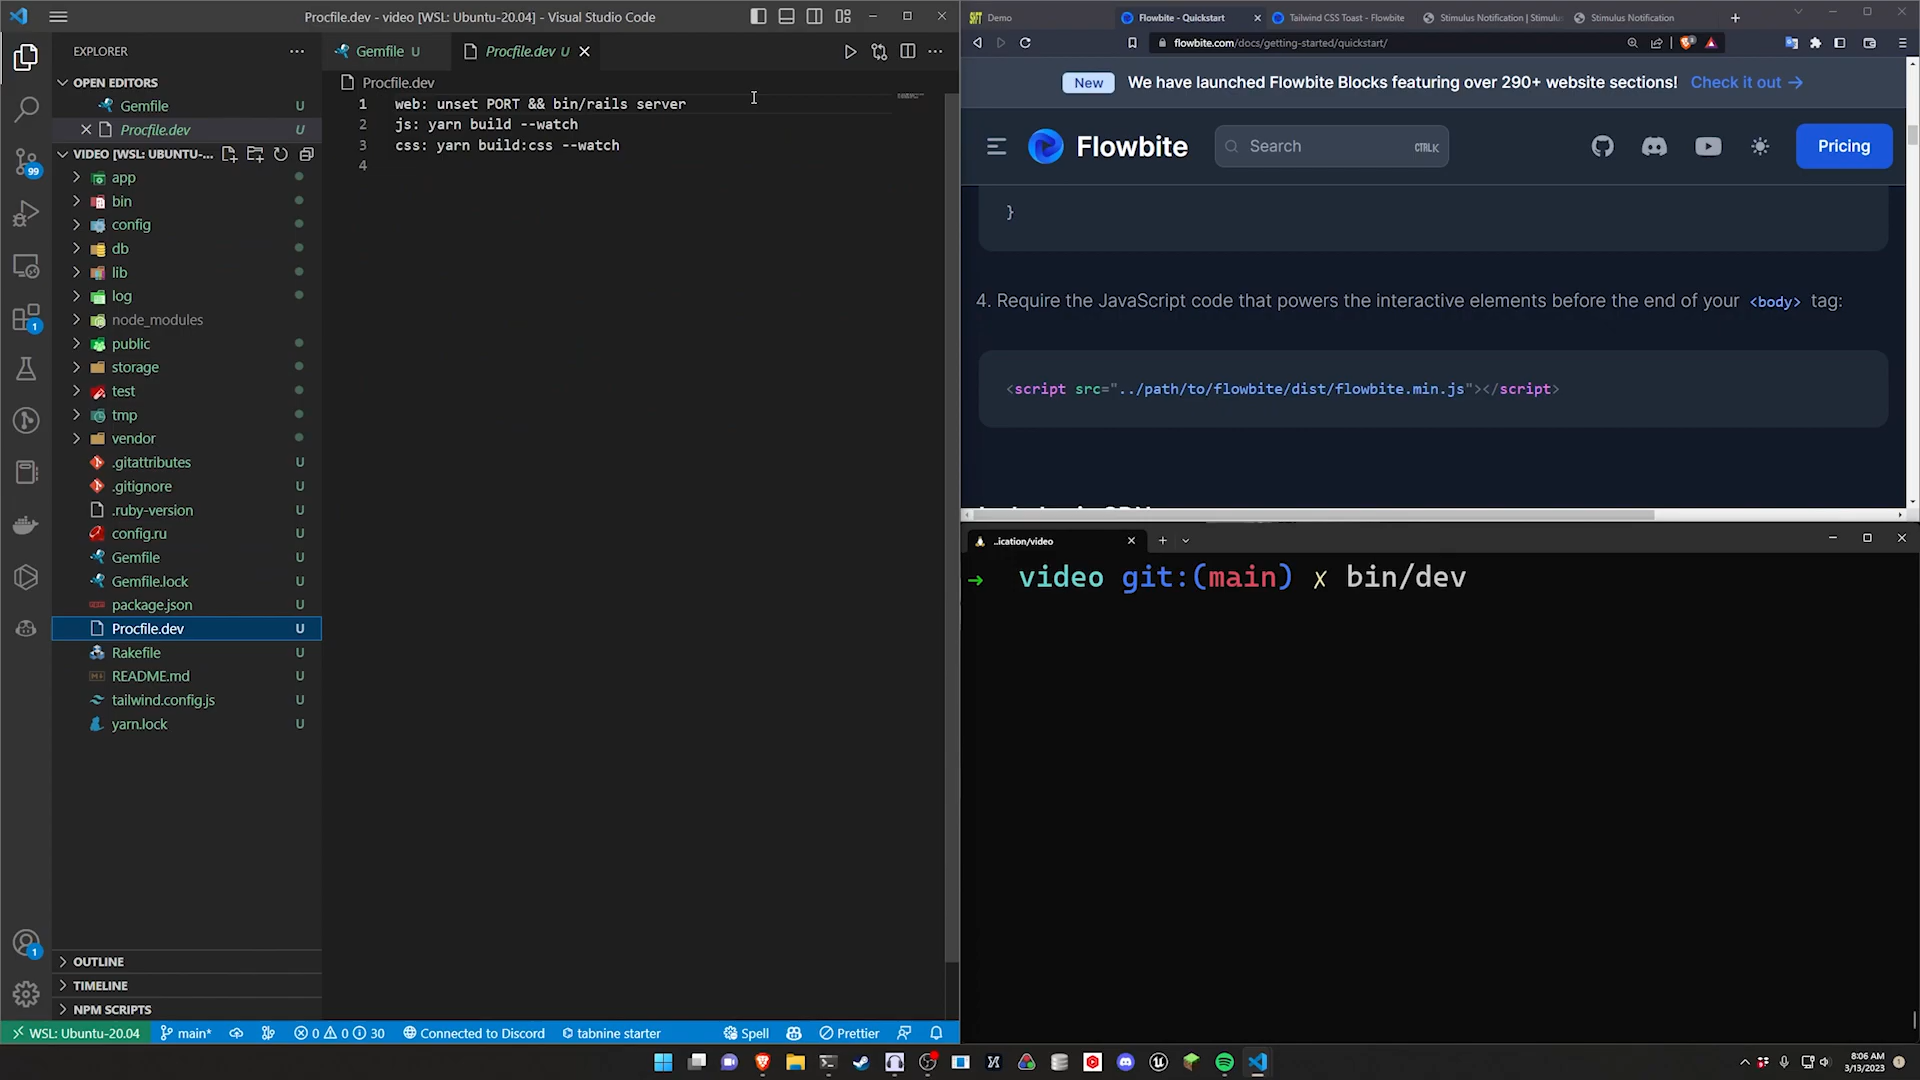 Procfile.dev - video [WSL: Ubuntu-20.04] - Visual Studio Code
EXPLORER
OPEN EDITORS
Gemfile U
Procfile.dev U
VIDEO [WSL: UBUNTU-...
app
bin
config
db
lib
log
node_modules
public
storage
test
tmp
vendor
.gitattributes U
.gitignore U
.ruby-version U
config.ru U
Gemfile U
Gemfile.lock U
package.json U
Procfile.dev U
Rakefile U
README.md U
tailwind.config.js U
yarn.lock U
OUTLINE
TIMELINE
NPM SCRIPTS
99
1
1
Gemfile U
Procfile.dev U
Procfile.dev
1 web: unset PORT && bin/rails server
2 js: yarn build --watch
3 css: yarn build:css --watch
4
WSL: Ubuntu-20.04 main* 0 0 30 Connected to Discord tabnine starter Spell Prettier
Demo
Flowbite - Quickstart
Tailwind CSS Toast - Flowbite
Stimulus Notification | Stimulus
Stimulus Notification
flowbite.com/docs/getting-started/quickstart/
New We have launched Flowbite Blocks featuring over 290+ website sections! Check it out →
Flowbite
Search CTRL K
Pricing
}
4. Require the JavaScript code that powers the interactive elements before the end of your <body> tag:
<script src="../path/to/flowbite/dist/flowbite.min.js"></script>
..ication/video
→ video git:(main) ✗ bin/dev
8:06 AM
3/13/2023